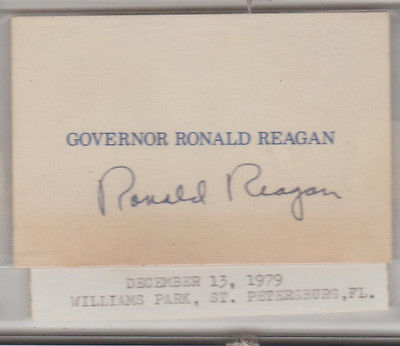 GOVERNOR RONALD REAGAN
Ronald Reagan
DECEMBER 13, 1979
WILLIAMS PARK, ST. PETERSBURG,FL.